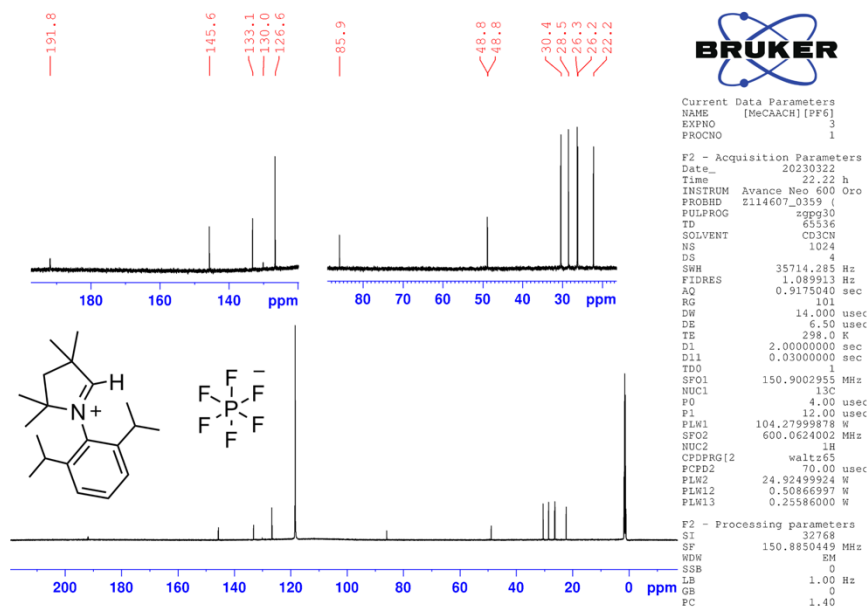 191.8
145.6
133.1
130.0
126.6
85.9
48.8
48.8
30.4
28.5
26.3
26.2
22.2
BRUKER
Current Data Parameters
NAME [MeCAACH][PF6]
EXPNO 3
PROCNO 1
F2 - Acquisition Parameters
Date_ 20230322
Time 22.22 h
INSTRUM Avance Neo 600 Oro
PROBHD Z114607_0359 (
PULPROG zgpg30
TD 65536
SOLVENT CD3CN
NS 1024
DS 4
SWH 35714.285 Hz
FIDRES 1.089913 Hz
AQ 0.9175040 sec
RG 101
DW 14.000 usec
DE 6.50 usec
TE 298.0 K
D1 2.00000000 sec
D11 0.03000000 sec
TD0 1
SFO1 150.9002955 MHz
NUC1 13C
P0 4.00 usec
P1 12.00 usec
PLW1 104.27999878 W
SFO2 600.0624002 MHz
NUC2 1H
CPDPRG[2 waltz65
PCPD2 70.00 usec
PLW2 24.92499924 W
PLW12 0.50866997 W
PLW13 0.25586000 W
F2 - Processing parameters
SI 32768
SF 150.8850449 MHz
WDW EM
SSB 0
LB 1.00 Hz
GB 0
PC 1.40
180 160 140 ppm
80 70 60 50 40 30 20 ppm
H
N +
F F F P F F F −
200 180 160 140 120 100 80 60 40 20 0 ppm